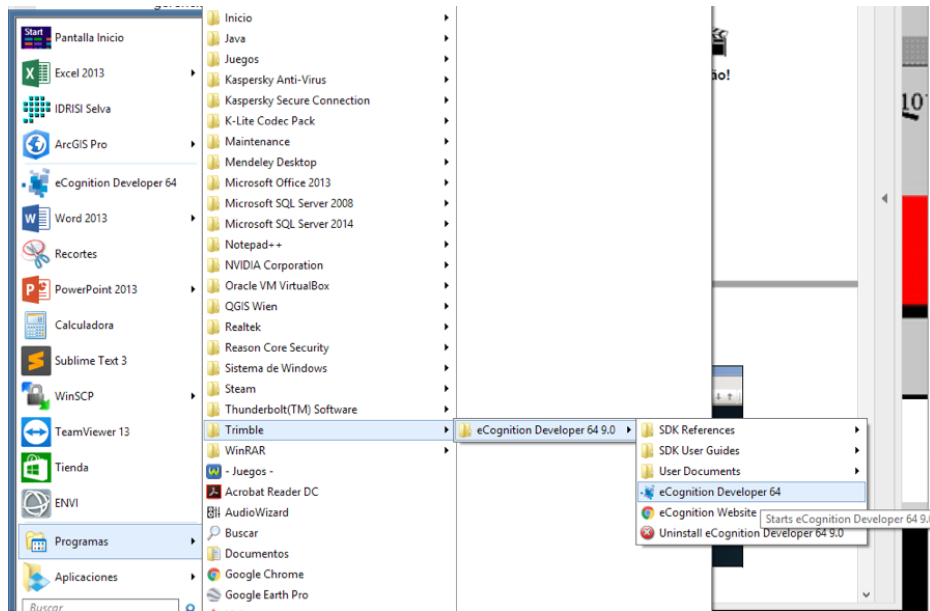 Start
Pantalla Inicio
Excel 2013
IDRISI Selva
ArcGIS Pro
eCognition Developer 64
Word 2013
Recortes
PowerPoint 2013
Calculadora
Sublime Text 3
WinSCP
TeamViewer 13
Tienda
ENVI
Programas
Aplicaciones
Buscar
Inicio
Java
Juegos
Kaspersky Anti-Virus
Kaspersky Secure Connection
K-Lite Codec Pack
Maintenance
Mendeley Desktop
Microsoft Office 2013
Microsoft SQL Server 2008
Microsoft SQL Server 2014
Notepad++
NVIDIA Corporation
Oracle VM VirtualBox
QGIS Wien
Realtek
Reason Core Security
Sistema de Windows
Steam
Thunderbolt(TM) Software
Trimble
WinRAR
- Juegos -
Acrobat Reader DC
AudioWizard
Buscar
Documentos
Google Chrome
Google Earth Pro
eCognition Developer 64 9.0
SDK References
SDK User Guides
User Documents
eCognition Developer 64
eCognition Website
Starts eCognition Developer 64 9.0
Uninstall eCognition Developer 64 9.0
ão!
10